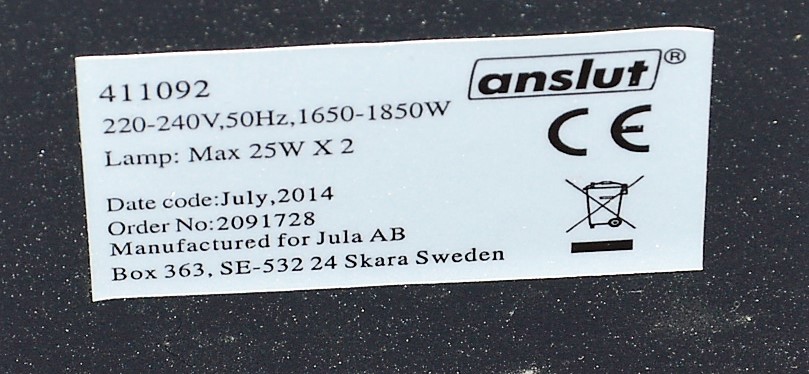 411092
anslut®
220-240V,50Hz,1650-1850W
Lamp: Max 25W X 2
CE
Date code:July,2014
Order No:2091728
Manufactured for Jula AB
Box 363, SE-532 24 Skara Sweden